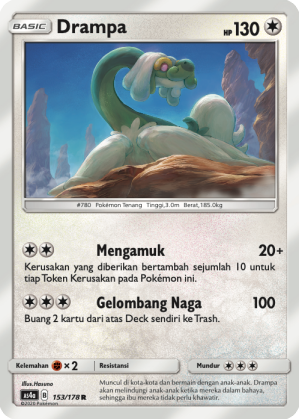 BASIC Drampa HP 130
#780 Pokémon Tenang Tinggi,3.0m Berat,185.0kg
Mengamuk 20+
Kerusakan yang diberikan bertambah sejumlah 10 untuk
tiap Token Kerusakan pada Pokémon ini.
Gelombang Naga 100
Buang 2 kartu dari atas Deck sendiri ke Trash.
Kelemahan × 2 Resistansi Mundur
Illus.Hasuno
153/178 R
Muncul di kota-kota dan bermain dengan anak-anak. Drampa
akan melindungi anak-anak ketika mereka dalam bahaya,
sehingga ibu mereka tidak perlu khawatir.